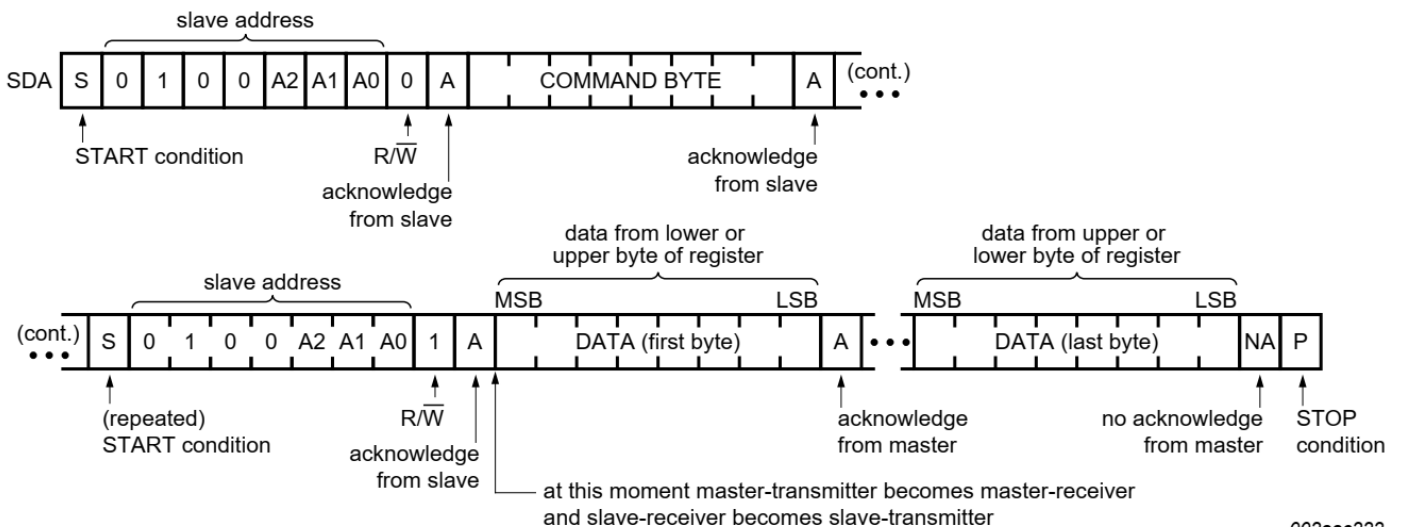 slave address
SDA S 0 1 0 0 A2 A1 A0 0 A COMMAND BYTE A (cont.)
START condition R/W̅ acknowledge from slave acknowledge from slave
data from lower or upper byte of register data from upper or lower byte of register
slave address
MSB LSB MSB LSB
(cont.) S 0 1 0 0 A2 A1 A0 1 A DATA (first byte) A DATA (last byte) NA P
(repeated) START condition R/W̅ acknowledge from slave acknowledge from master no acknowledge from master STOP condition
at this moment master-transmitter becomes master-receiver
and slave-receiver becomes slave-transmitter